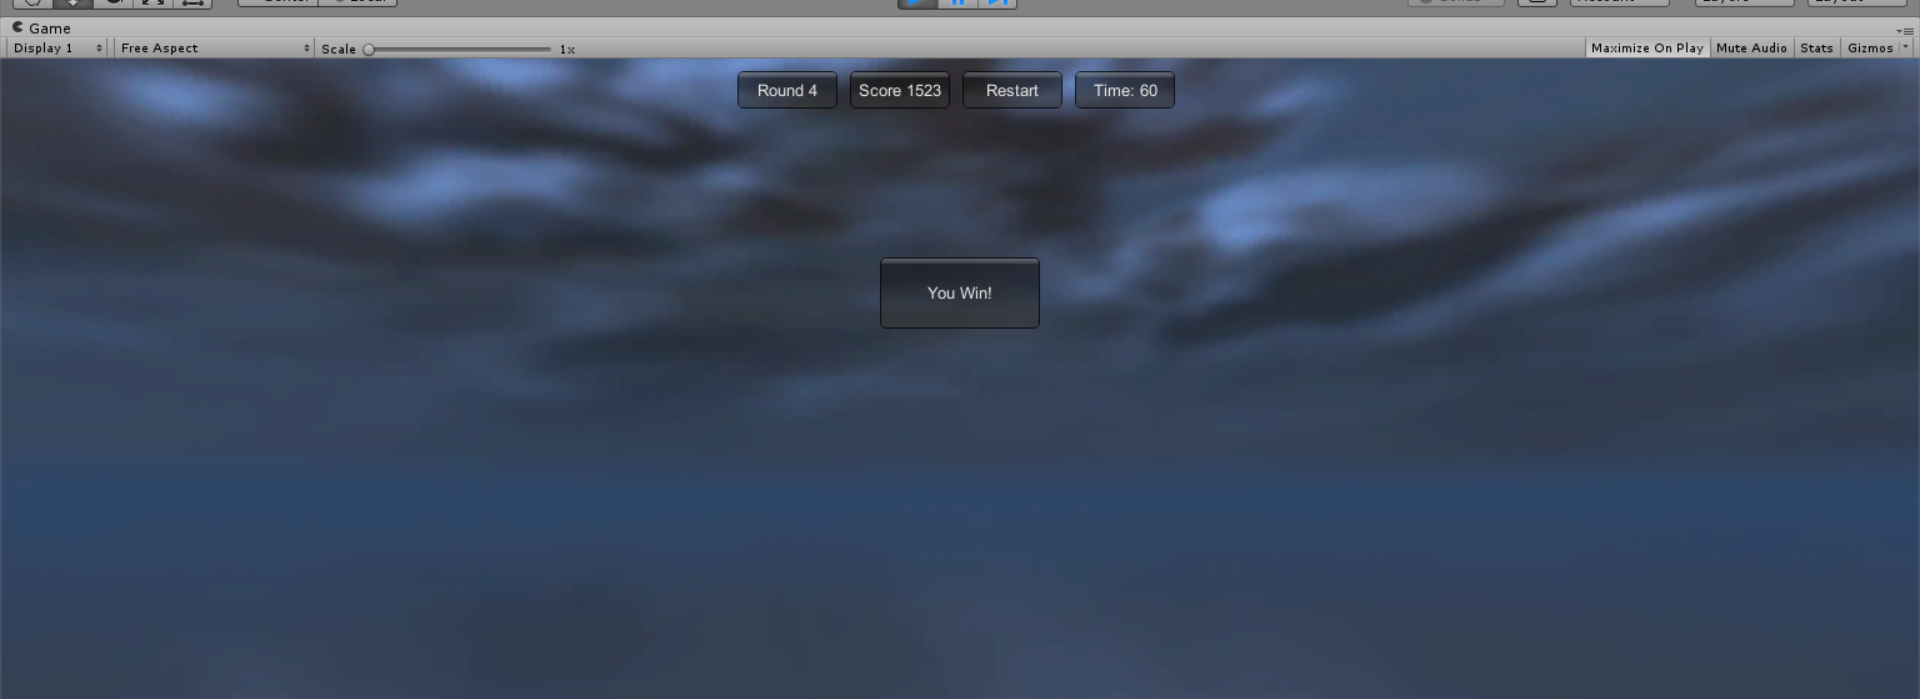 Game
Display 1 Free Aspect Scale 1x Maximize On Play Mute Audio Stats Gizmos
Round 4 Score 1523 Restart Time: 60
You Win!